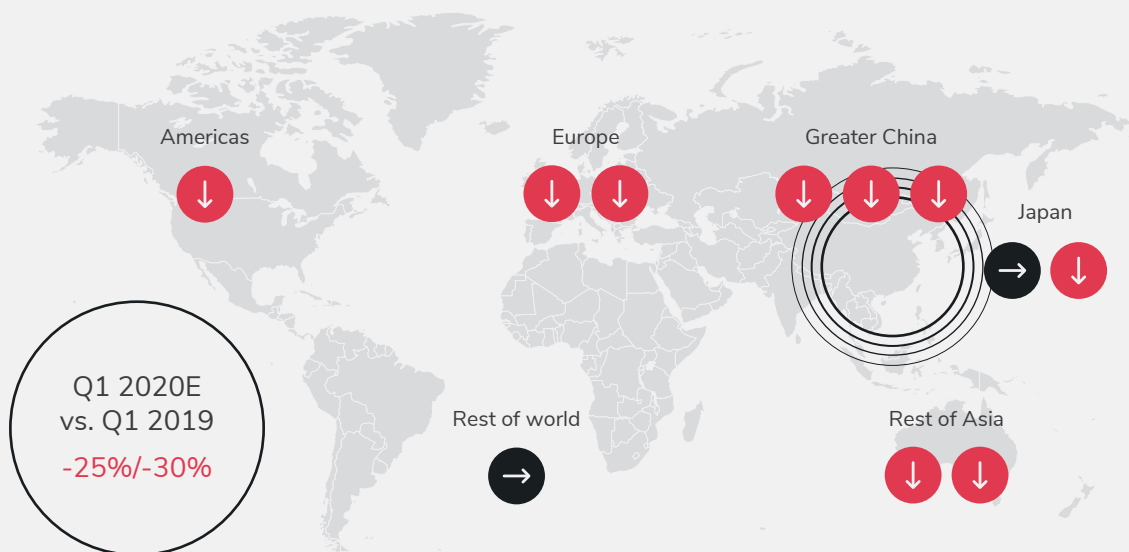 Americas
Europe
Greater China
Japan
Q1 2020E
vs. Q1 2019
-25%/-30%
Rest of world
Rest of Asia